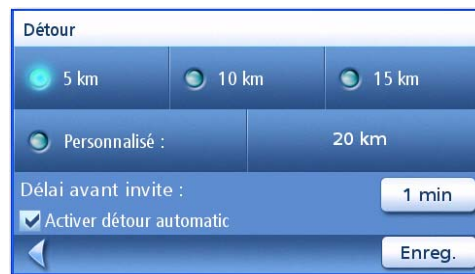 Détour
5 km
10 km
15 km
Personnalisé :
20 km
Délai avant invite :
1 min
Activer détour automatic
Enreg.